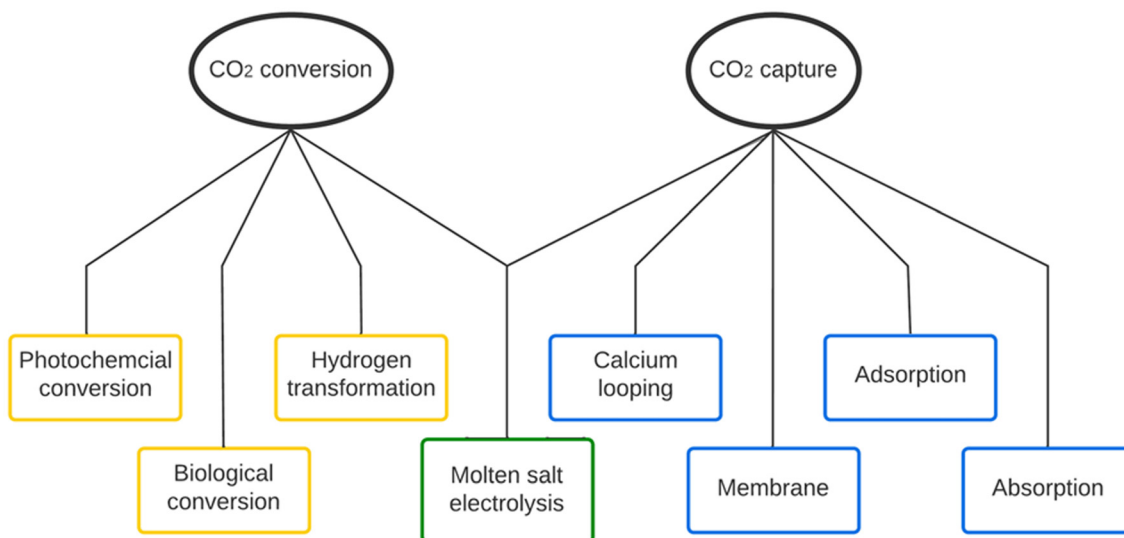 CO2 conversion
CO2 capture
Photochemcial
conversion
Hydrogen
transformation
Calcium
looping
Adsorption
Biological
conversion
Molten salt
electrolysis
Membrane
Absorption